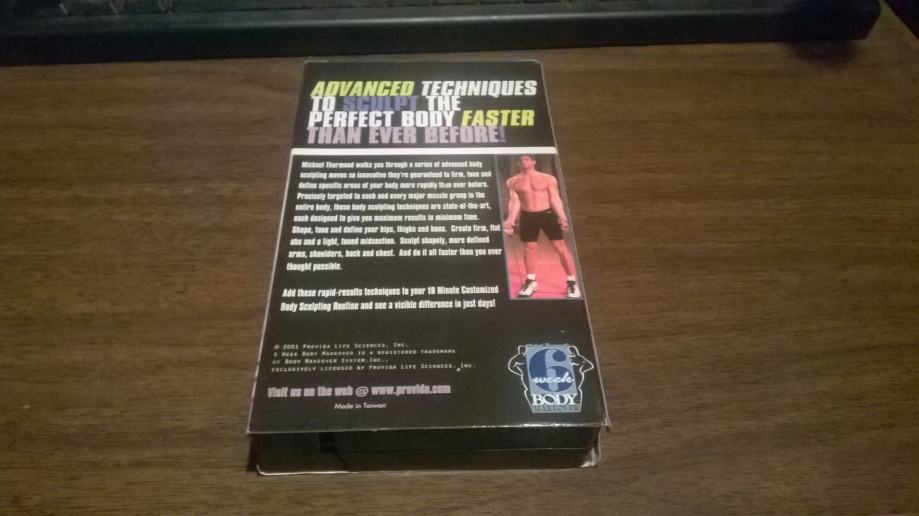 ADVANCED TECHNIQUES
TO SCULPT THE
PERFECT BODY FASTER
THAN EVER BEFORE!
Michael Thurmond walks you through a series of advanced body
sculpting moves so innovative they're guaranteed to firm, tone and
define specific areas of your body more rapidly than ever before.
Precisely targeted to each and every major muscle group in the
entire body, these body sculpting techniques are state-of-the-art,
each designed to give you maximum results in minimum time.
Shape, tone and define your hips, thighs and buns. Create firm, flat
abs and a tight, toned midsection. Sculpt shapely, more defined
arms, shoulders, back and chest. And do it all faster than you ever
thought possible.
Add these rapid-results techniques to your 18 Minute Customized
Body Sculpting Routine and see a visible difference in just days!
© 2001 PROVIDA LIFE SCIENCES, INC.
6 WEEK BODY MAKEOVER IS A REGISTERED TRADEMARK
OF BODY MAKEOVER SYSTEM, INC.,
EXCLUSIVELY LICENSED BY PROVIDA LIFE SCIENCES, INC.
Visit us on the web @ www.provida.com
Made in Taiwan
6
week
BODY
MAKEOVER